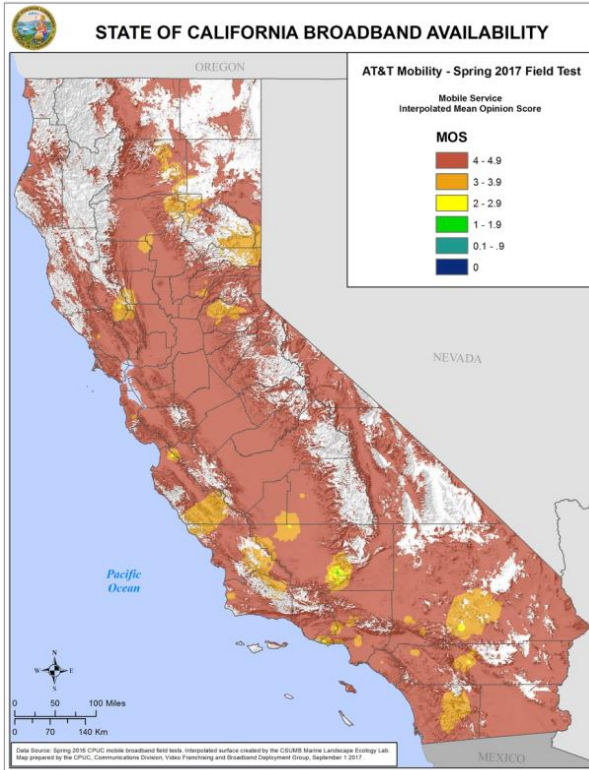 STATE OF CALIFORNIA BROADBAND AVAILABILITY
OREGON
AT&T Mobility - Spring 2017 Field Test
Mobile Service
Interpolated Mean Opinion Score
MOS
4 - 4.9
3 - 3.9
2 - 2.9
1 - 1.9
0.1 - .9
0
NEVADA
Pacific
Ocean
N
W E
S
0 50 100 Miles
0 70 140 Km
MEXICO
Data Source: Spring 2016 CPUC mobile broadband field tests. Interpolated surface created by the CSUMB Marine Landscape Ecology Lab.
Map prepared by the CPUC, Communications Division, Video Franchising and Broadband Deployment Group, September 1 2017.